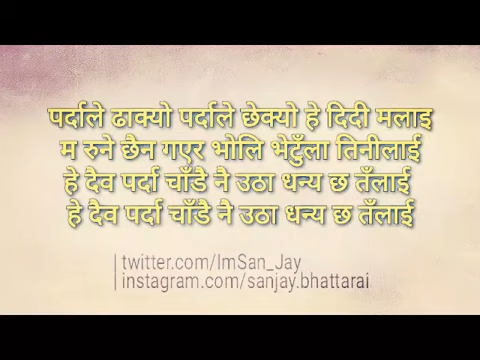 पर्दाले ढाक्यो पर्दाले छेक्यो हे दिदी मलाइ
म रुने छैन गएर भोलि भेटुँला तिनीलाई
हे दैव पर्दा चाँडै नै उठा धन्य छ तँलाई
हे दैव पर्दा चाँडै नै उठा धन्य छ तँलाई
twitter.com/ImSan_Jay
instagram.com/sanjay.bhattarai